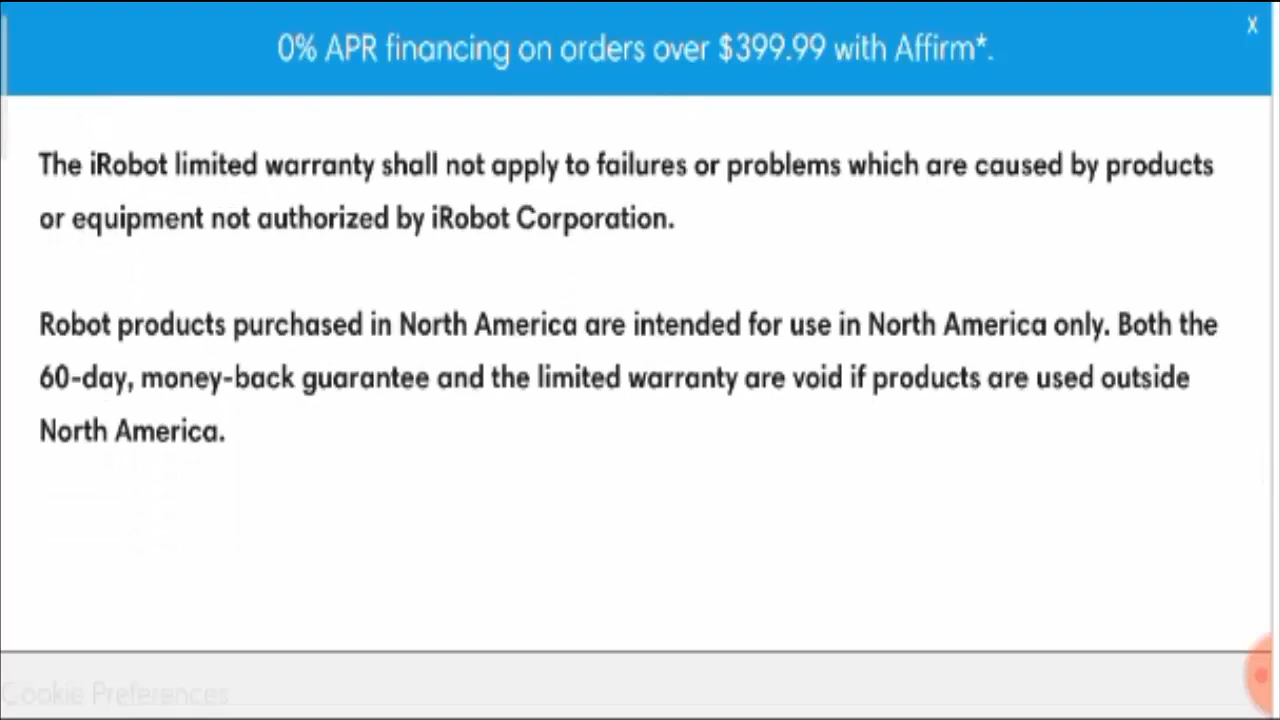 0% APR financing on orders over $399.99 with Affirm*.
X
The iRobot limited warranty shall not apply to failures or problems which are caused by products
or equipment not authorized by iRobot Corporation.
Robot products purchased in North America are intended for use in North America only. Both the
60-day, money-back guarantee and the limited warranty are void if products are used outside
North America.
Cookie Preferences